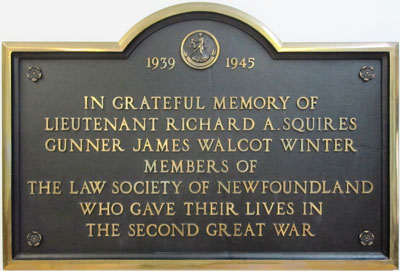 1939 1945
IN GRATEFUL MEMORY OF
LIEUTENANT RICHARD A. SQUIRES
GUNNER JAMES WALCOT WINTER
MEMBERS OF
THE LAW SOCIETY OF NEWFOUNDLAND
WHO GAVE THEIR LIVES IN
THE SECOND GREAT WAR